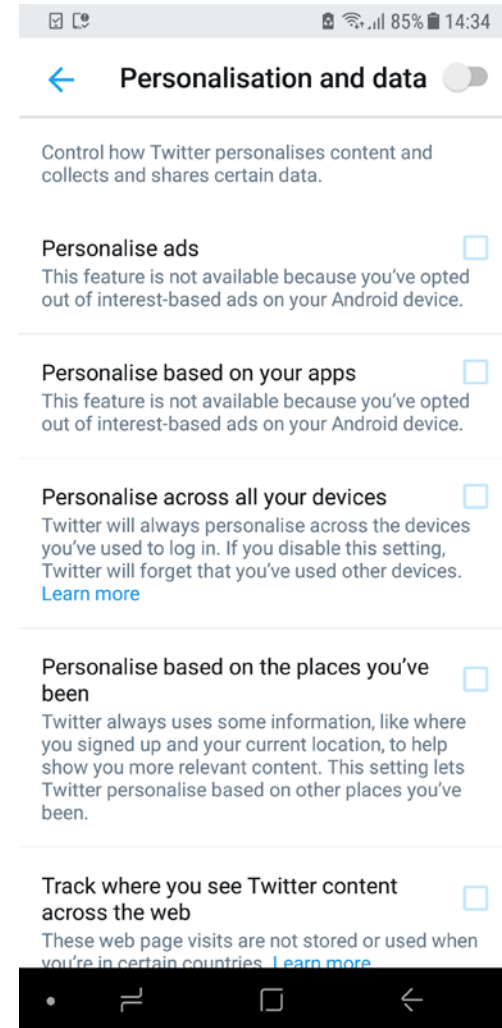 85% 14:34
Personalisation and data
Control how Twitter personalises content and
collects and shares certain data.
Personalise ads
This feature is not available because you've opted
out of interest-based ads on your Android device.
Personalise based on your apps
This feature is not available because you've opted
out of interest-based ads on your Android device.
Personalise across all your devices
Twitter will always personalise across the devices
you've used to log in. If you disable this setting,
Twitter will forget that you've used other devices.
Learn more
Personalise based on the places you've
been
Twitter always uses some information, like where
you signed up and your current location, to help
show you more relevant content. This setting lets
Twitter personalise based on other places you've
been.
Track where you see Twitter content
across the web
These web page visits are not stored or used when
you're in certain countries. Learn more